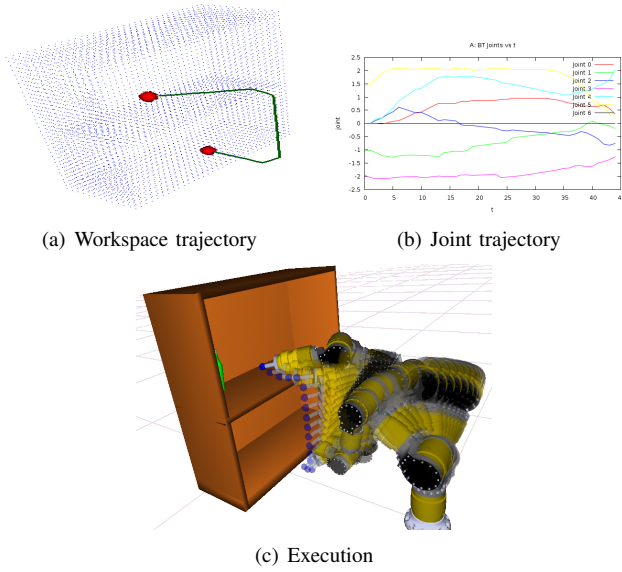 A: BT Joints vs t
joint
2.5
2
1.5
1
0.5
0
-0.5
-1
-1.5
-2
-2.5
joint 0
joint 1
joint 2
joint 3
joint 4
joint 5
joint 6
0 5 10 15 20 25 30 35 40 45
t
(a) Workspace trajectory
(b) Joint trajectory
(c) Execution